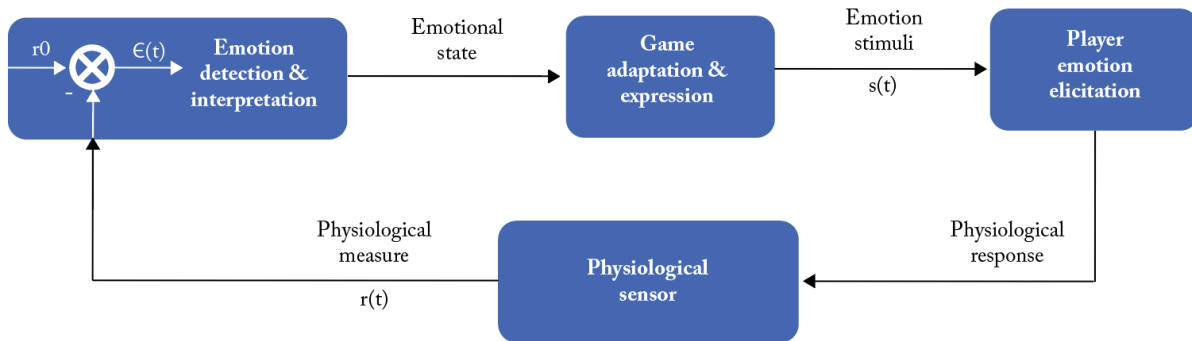 r0
-
∈(t)
Emotion
detection &
interpretation
Emotional
state
Game
adaptation &
expression
Emotion
stimuli
s(t)
Player
emotion
elicitation
Physiological
response
Physiological
sensor
Physiological
measure
r(t)